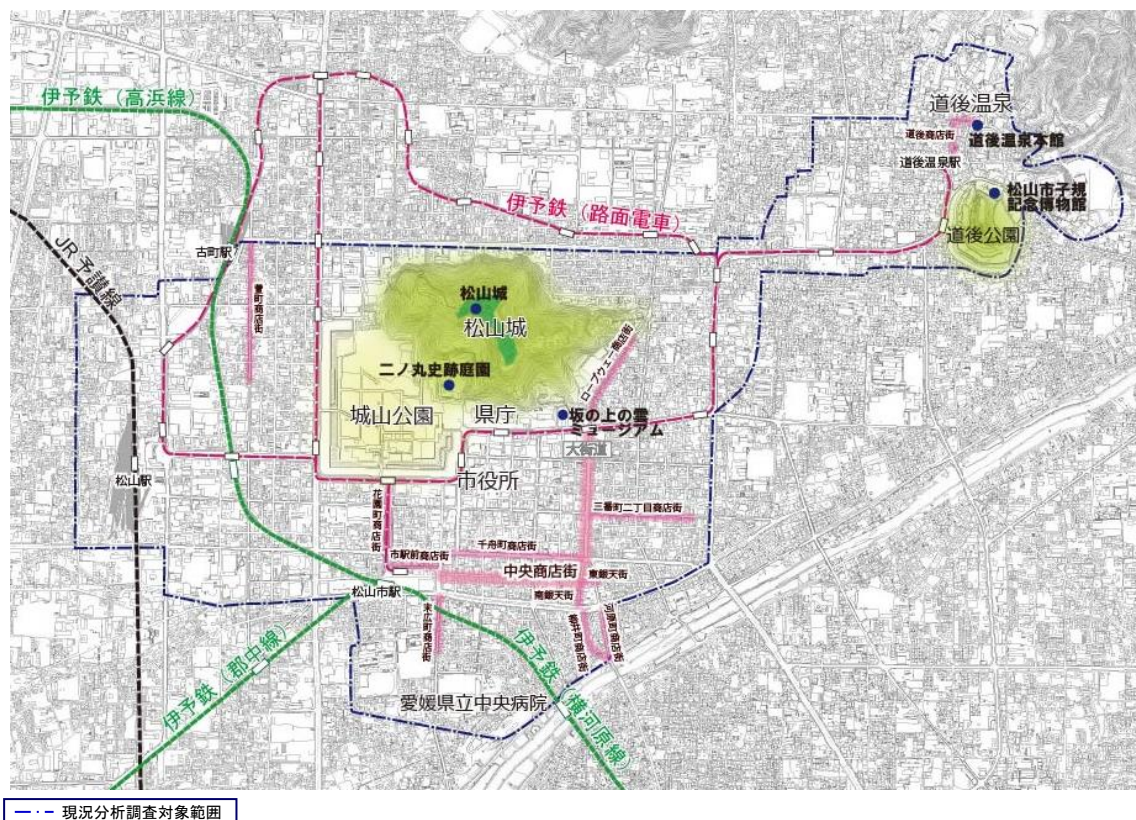 伊予鉄(高浜線)
道後温泉
道後商店街
道後温泉本館
道後温泉駅
松山市子規
記念博物館
道後公園
伊予鉄(路面電車)
古町駅
JR予讃線
松山城
松山城
ロープウェー商店街
二ノ丸史跡庭園
城山公園
県庁
坂の上の雲
ミュージアム
大街道
松山駅
市役所
花園町商店街
三番町二丁目商店街
千舟町商店街
市駅前商店街
中央商店街
東銀天街
松山市駅
南銀天街
末広町商店街
柳井町商店街
河原町商店街
伊予鉄(郡中線)
伊予鉄(横河原線)
愛媛県立中央病院
現況分析調査対象範囲